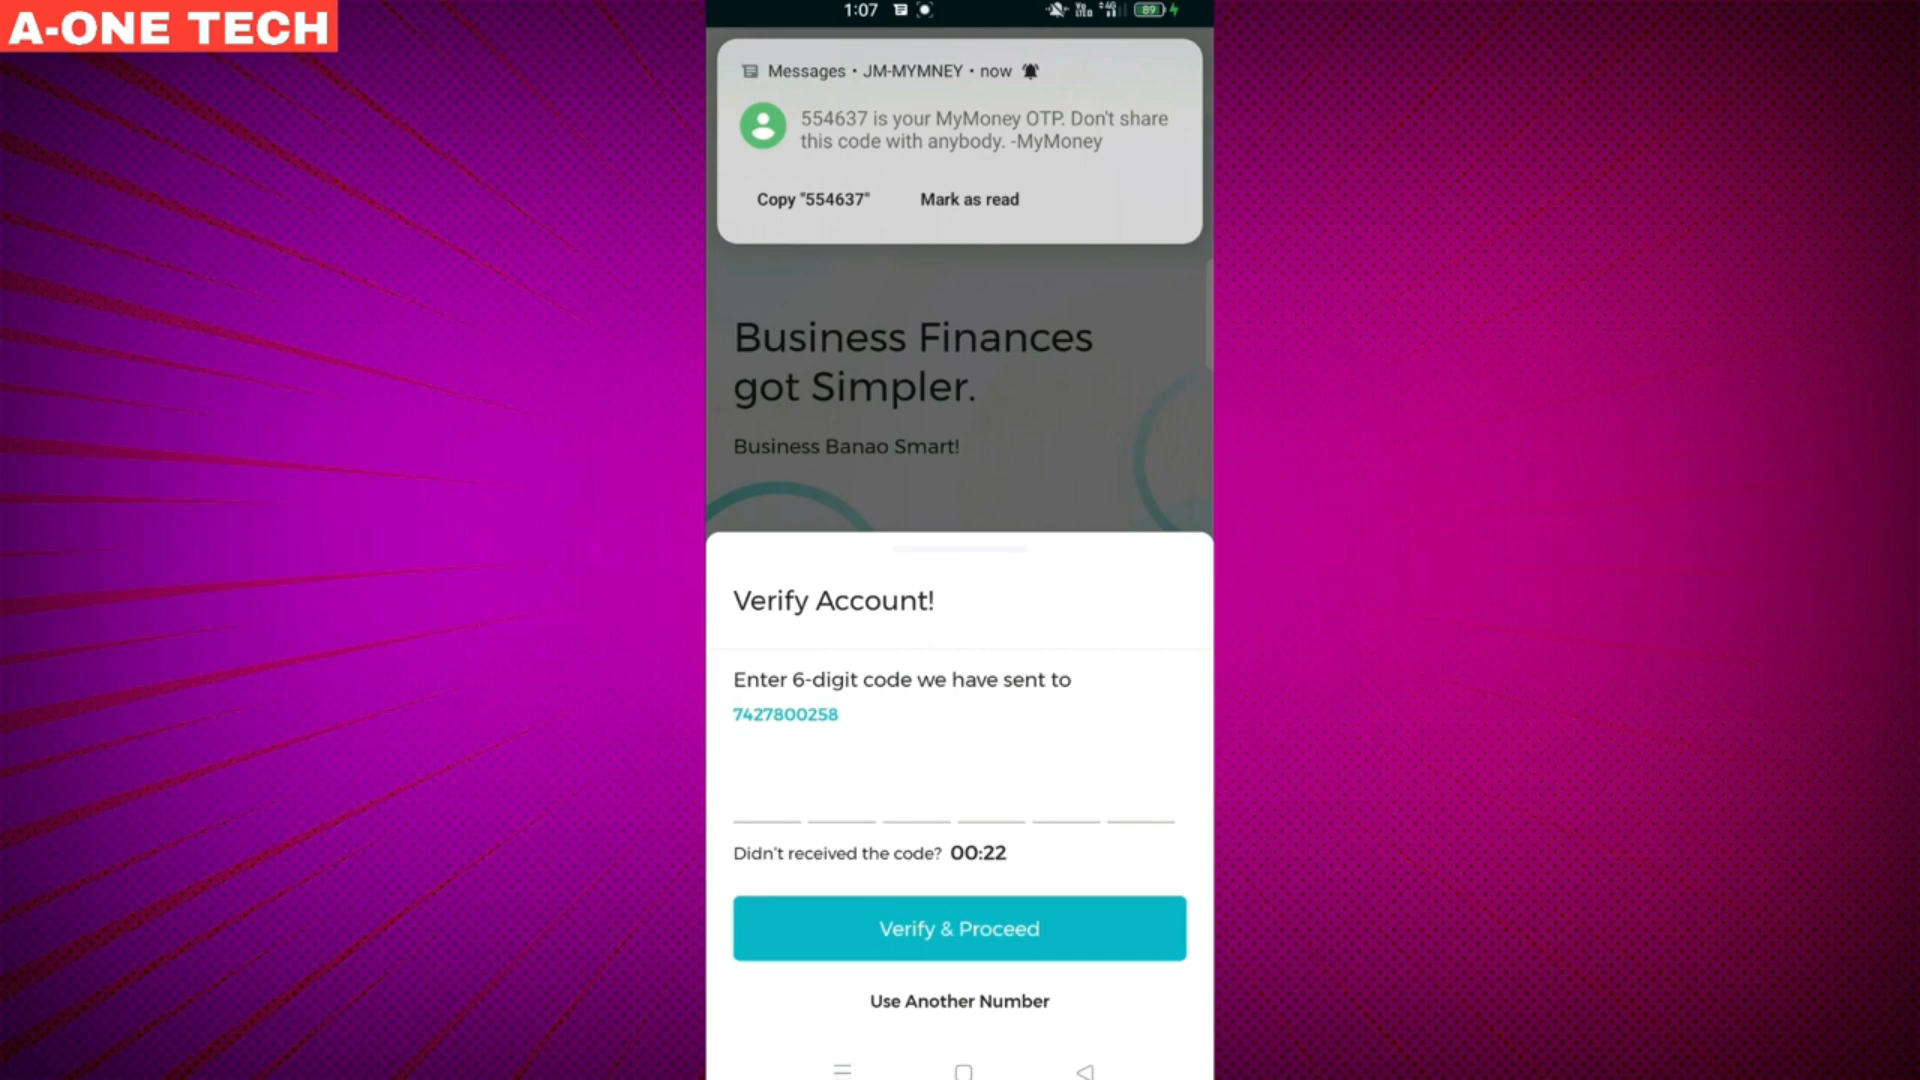 A-ONE TECH
1:07
89
Messages • JM-MYMNEY • now
554637 is your MyMoney OTP. Don't share
this code with anybody. -MyMoney
Copy "554637" Mark as read
Business Finances
got Simpler.
Business Banao Smart!
Verify Account!
Enter 6-digit code we have sent to
7427800258
Didn't received the code? 00:22
Verify & Proceed
Use Another Number